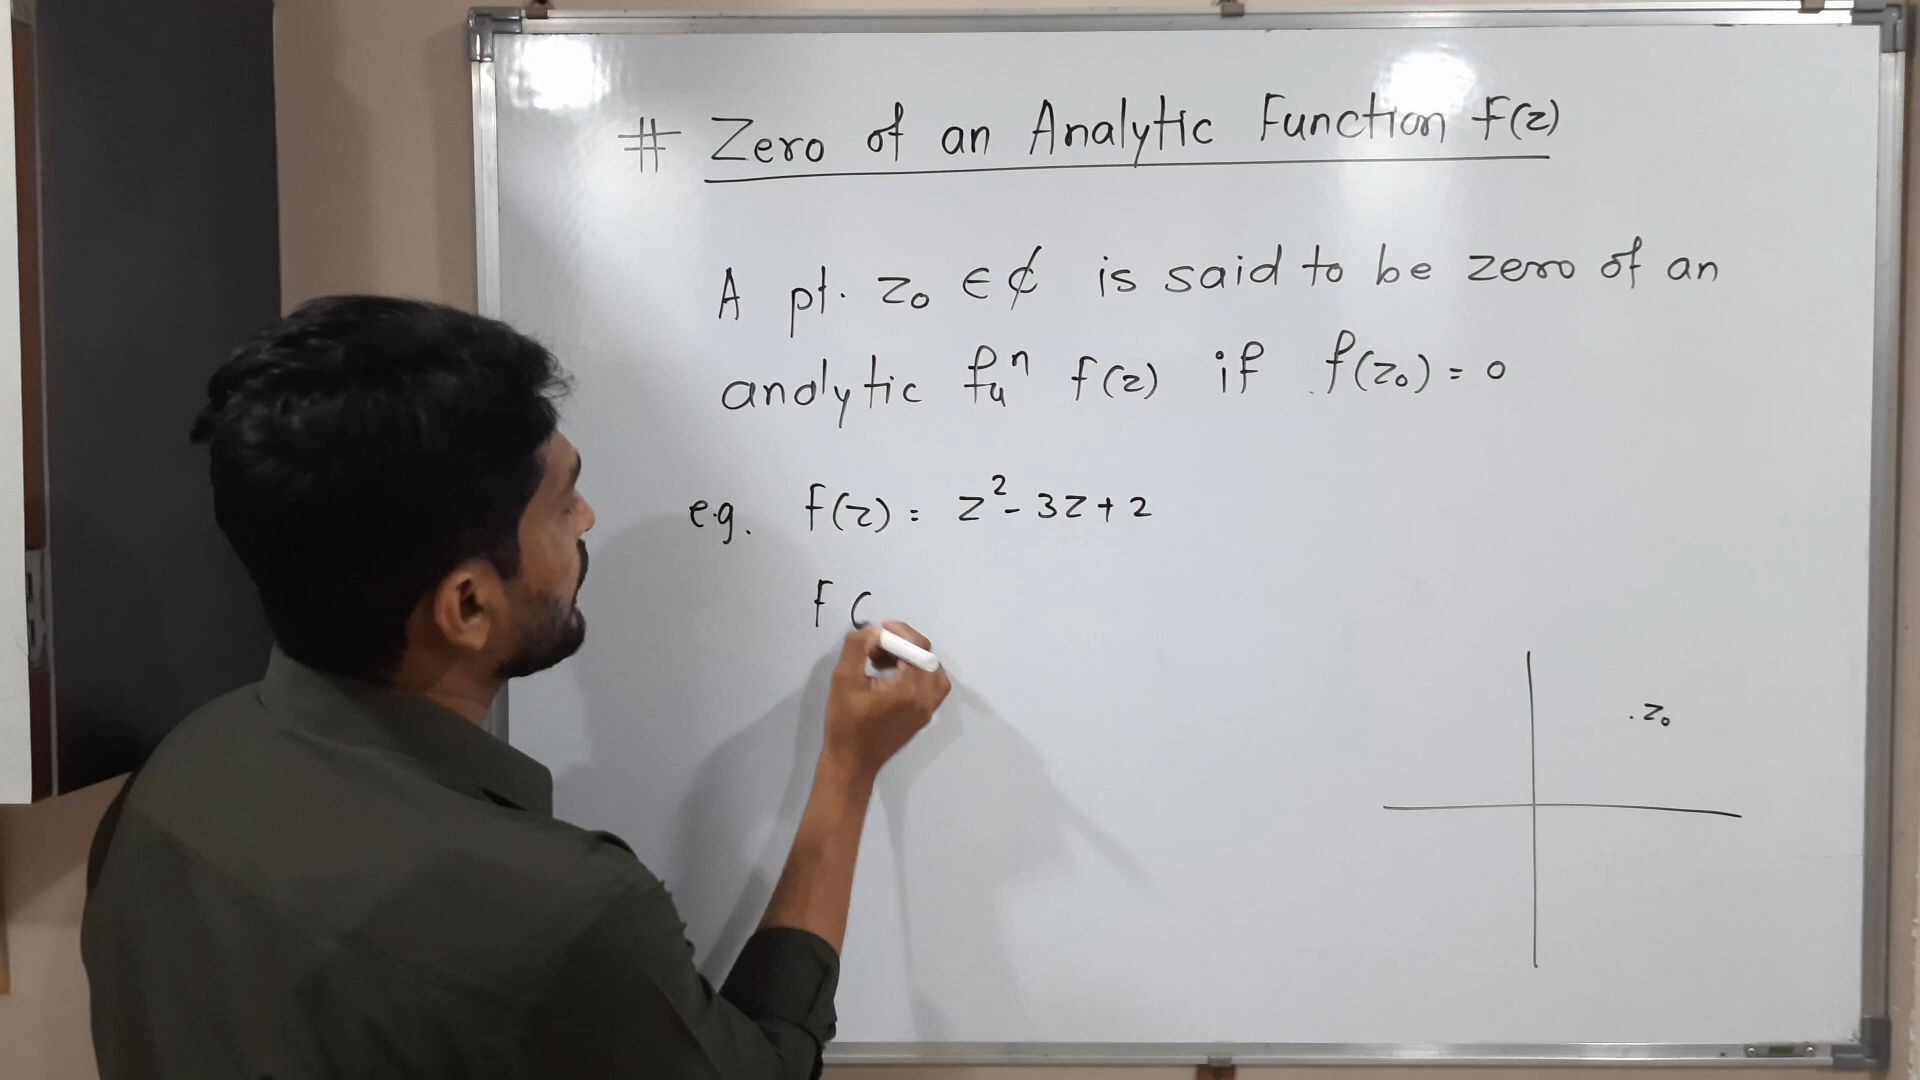 # Zero of an Analytic Function F(z)
A pt. z₀ ∈ ₵ is said to be zero of an
analytic fuⁿ f(z) if f(z₀) = 0
e.g. f(z) = z² - 3z + 2
F (
. z₀